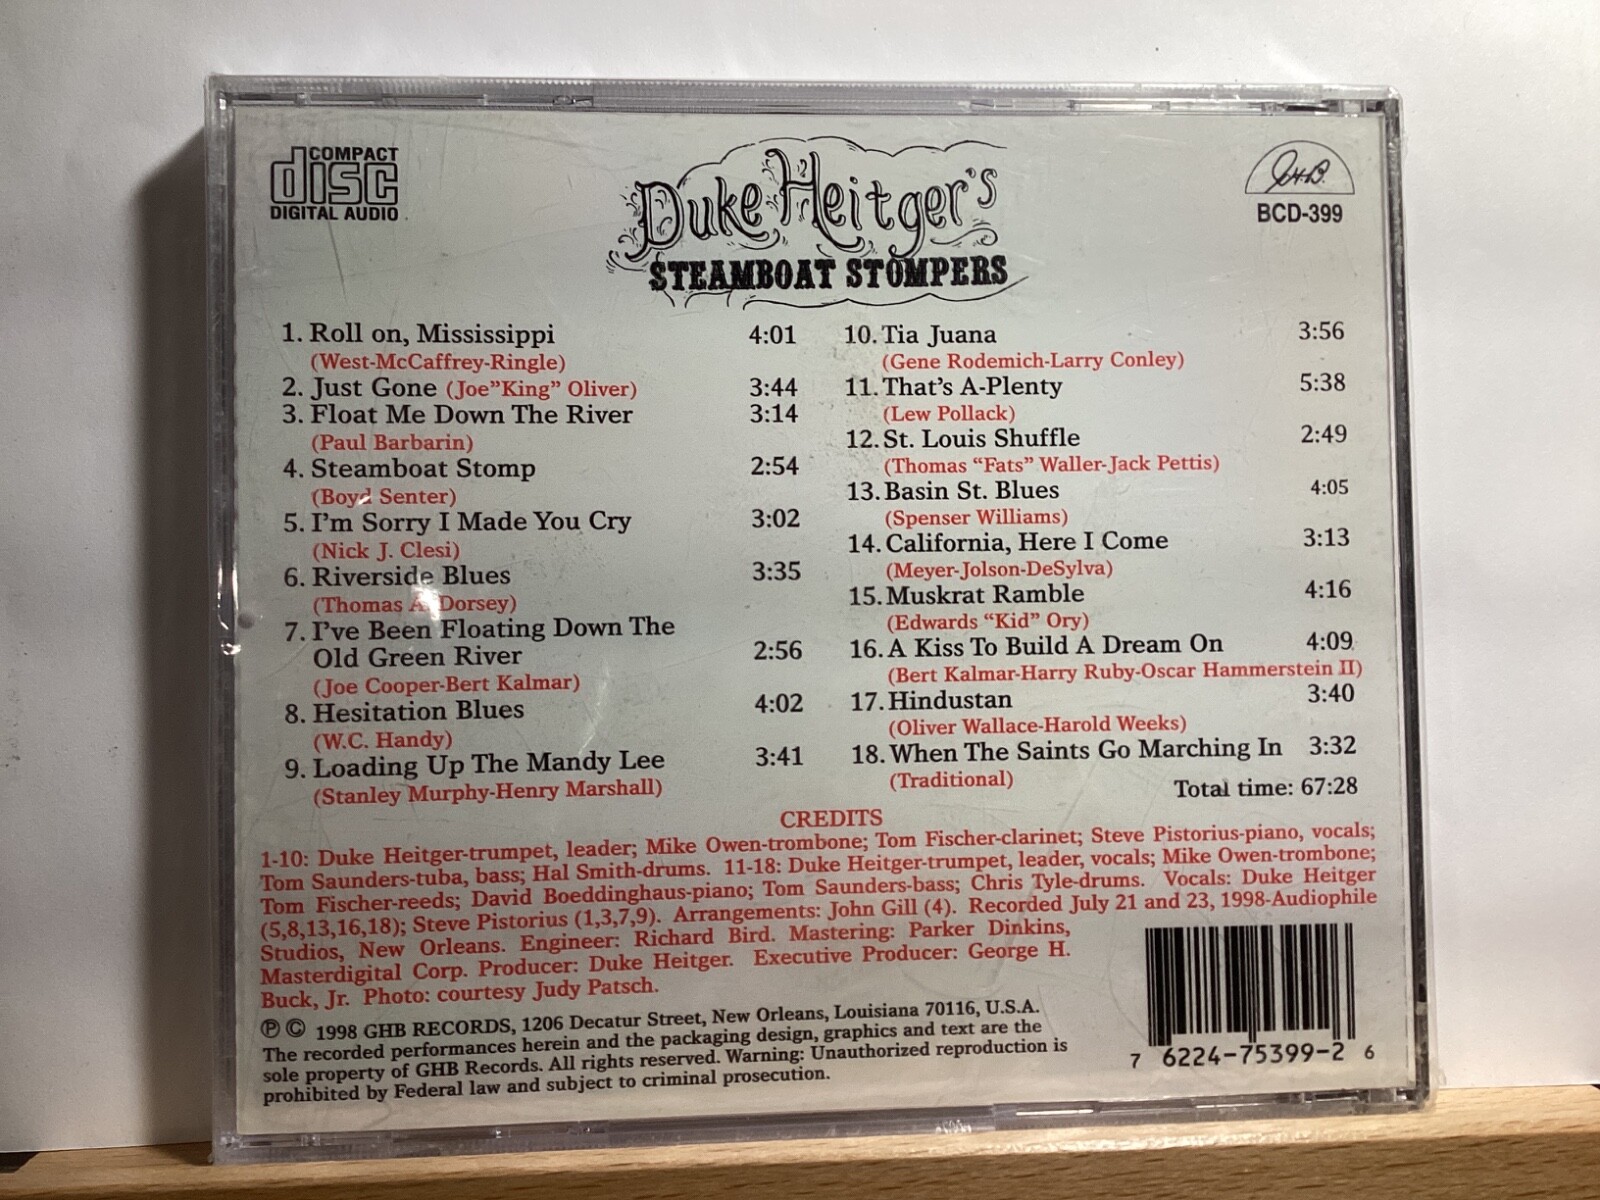 COMPACT
disc
DIGITAL AUDIO
Duke Heitger's
STEAMBOAT STOMPERS
GHB
BCD-399
1. Roll on, Mississippi 4:01
(West-McCaffrey-Ringle)
2. Just Gone (Joe"King" Oliver) 3:44
3. Float Me Down The River 3:14
(Paul Barbarin)
4. Steamboat Stomp 2:54
(Boyd Senter)
5. I'm Sorry I Made You Cry 3:02
(Nick J. Clesi)
6. Riverside Blues 3:35
(Thomas A. Dorsey)
7. I've Been Floating Down The
Old Green River 2:56
(Joe Cooper-Bert Kalmar)
8. Hesitation Blues 4:02
(W.C. Handy)
9. Loading Up The Mandy Lee 3:41
(Stanley Murphy-Henry Marshall)
10. Tia Juana 3:56
(Gene Rodemich-Larry Conley)
11. That's A-Plenty 5:38
(Lew Pollack)
12. St. Louis Shuffle 2:49
(Thomas "Fats" Waller-Jack Pettis)
13. Basin St. Blues 4:05
(Spenser Williams)
14. California, Here I Come 3:13
(Meyer-Jolson-DeSylva)
15. Muskrat Ramble 4:16
(Edwards "Kid" Ory)
16. A Kiss To Build A Dream On 4:09
(Bert Kalmar-Harry Ruby-Oscar Hammerstein II)
17. Hindustan 3:40
(Oliver Wallace-Harold Weeks)
18. When The Saints Go Marching In 3:32
(Traditional)
Total time: 67:28
CREDITS
1-10: Duke Heitger-trumpet, leader; Mike Owen-trombone; Tom Fischer-clarinet; Steve Pistorius-piano, vocals;
Tom Saunders-tuba, bass; Hal Smith-drums. 11-18: Duke Heitger-trumpet, leader, vocals; Mike Owen-trombone;
Tom Fischer-reeds; David Boeddinghaus-piano; Tom Saunders-bass; Chris Tyle-drums. Vocals: Duke Heitger
(5,8,13,16,18); Steve Pistorius (1,3,7,9). Arrangements: John Gill (4). Recorded July 21 and 23, 1998-Audiophile
Studios, New Orleans. Engineer: Richard Bird. Mastering: Parker Dinkins,
Masterdigital Corp. Producer: Duke Heitger. Executive Producer: George H.
Buck, Jr. Photo: courtesy Judy Patsch.
℗ © 1998 GHB RECORDS, 1206 Decatur Street, New Orleans, Louisiana 70116, U.S.A.
The recorded performances herein and the packaging design, graphics and text are the
sole property of GHB Records. All rights reserved. Warning: Unauthorized reproduction is
prohibited by Federal law and subject to criminal prosecution.
7 6224-75399-2 6